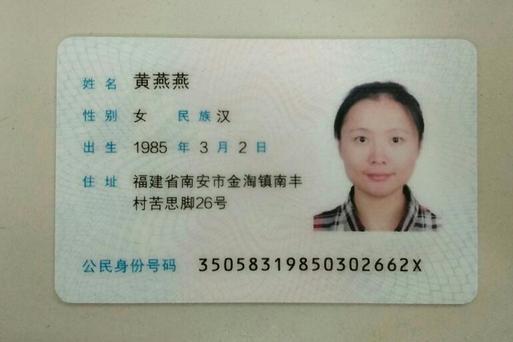 姓名 黄燕燕
性别 女 民族 汉
出生 1985 年 3 月 2 日
住址 福建省南安市金淘镇南丰
村苦思脚26号
公民身份号码 35058319850302662X